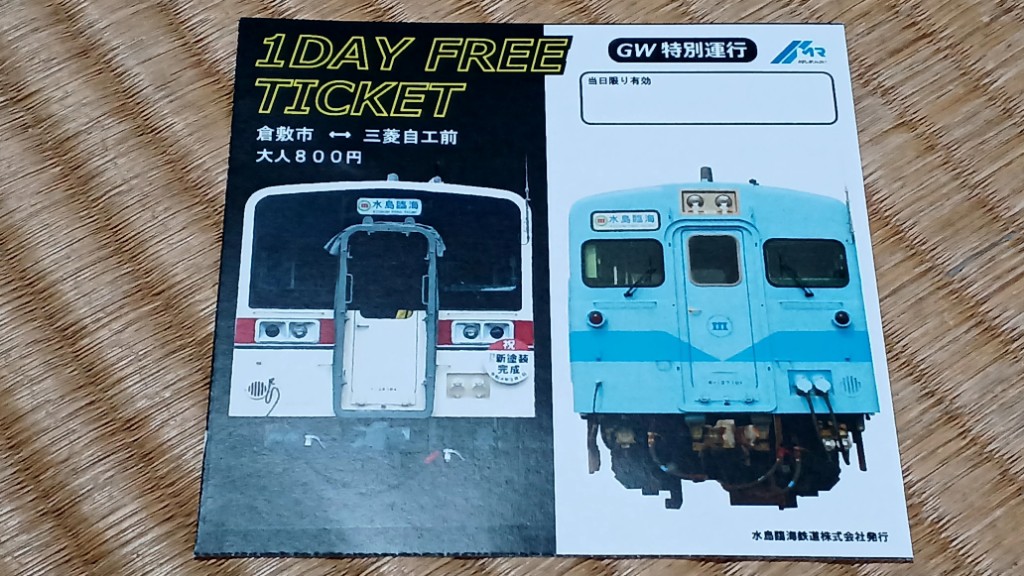 1DAY FREE
TICKET
倉敷市 ↔ 三菱自工前
大人800円
水島臨海
祝
新塗装
完成
GW 特別運行
当日限り有効
水島臨海
水島臨海鉄道株式会社発行